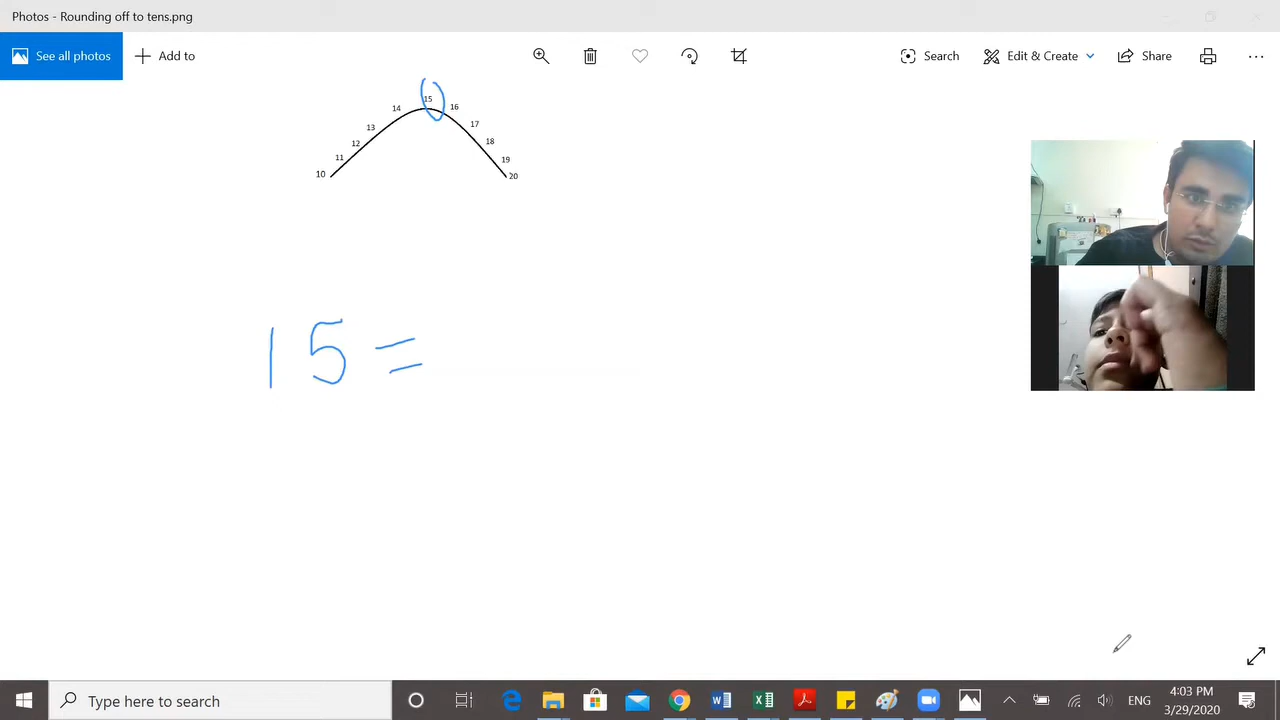 Photos - Rounding off to tens.png
See all photos
Add to
Search
Edit & Create
Share
15
14
16
13
17
12
18
11
19
10
20
15=
Type here to search
ENG
4:03 PM
3/29/2020